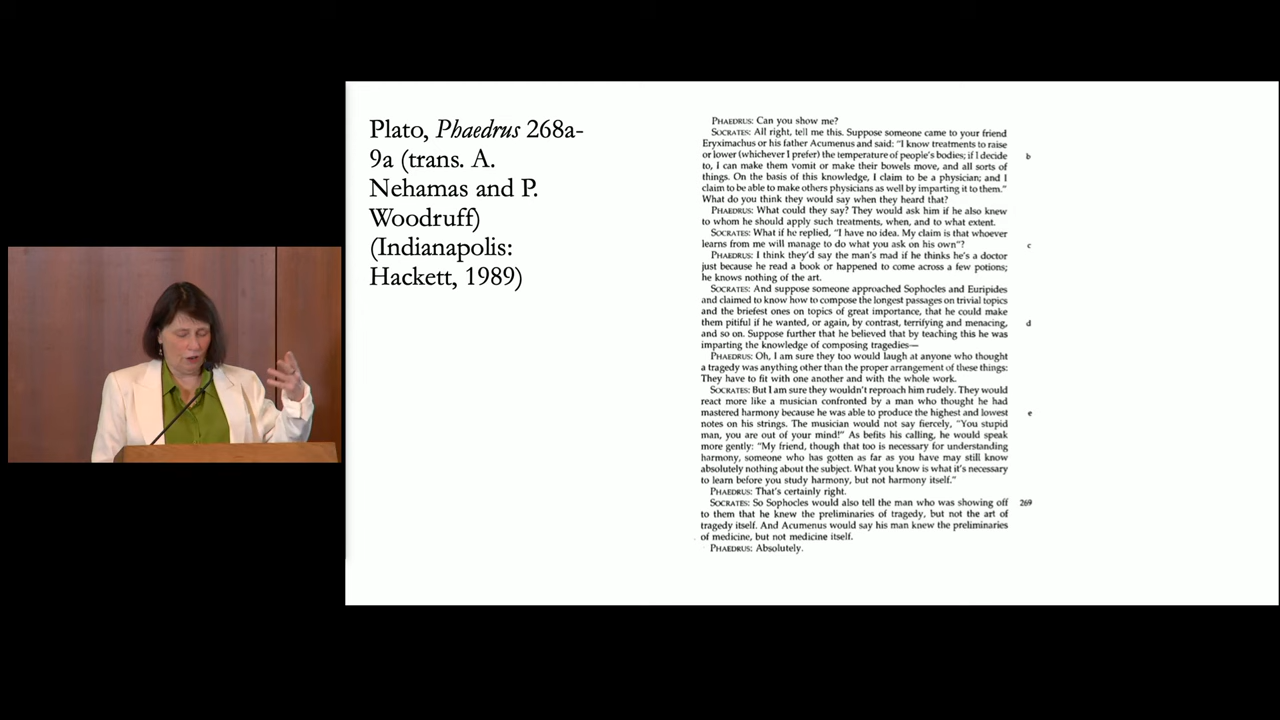 Plato, Phaedrus 268a-
9a (trans. A.
Nehamas and P.
Woodruff)
(Indianapolis:
Hackett, 1989)
PHAEDRUS: Can you show me?
SOCRATES: All right, tell me this. Suppose someone came to your friend
Eryximachus or his father Acumenus and said: "I know treatments to raise
or lower (whichever I prefer) the temperature of people's bodies; if I decide
b
to, I can make them vomit or make their bowels move, and all sorts of
things. On the basis of this knowledge, I claim to be a physician; and I
claim to be able to make others physicians as well by imparting it to them."
What do you think they would say when they heard that?
PHAEDRUS: What could they say? They would ask him if he also knew
to whom he should apply such treatments, when, and to what extent.
SOCRATES: What if he replied, "I have no idea. My claim is that whoever
learns from me will manage to do what you ask on his own"?
c
PHAEDRUS: I think they'd say the man's mad if he thinks he's a doctor
just because he read a book or happened to come across a few potions;
he knows nothing of the art.
SOCRATES: And suppose someone approached Sophocles and Euripides
and claimed to know how to compose the longest passages on trivial topics
and the briefest ones on topics of great importance, that he could make
them pitiful if he wanted, or again, by contrast, terrifying and menacing,
d
and so on. Suppose further that he believed that by teaching this he was
imparting the knowledge of composing tragedies—
PHAEDRUS: Oh, I am sure they too would laugh at anyone who thought
a tragedy was anything other than the proper arrangement of these things:
They have to fit with one another and with the whole work.
SOCRATES: But I am sure they wouldn't reproach him rudely. They would
react more like a musician confronted by a man who thought he had
mastered harmony because he was able to produce the highest and lowest
e
notes on his strings. The musician would not say fiercely, "You stupid
man, you are out of your mind!" As befits his calling, he would speak
more gently: "My friend, though that too is necessary for understanding
harmony, someone who has gotten as far as you have may still know
absolutely nothing about the subject. What you know is what it's necessary
to learn before you study harmony, but not harmony itself."
PHAEDRUS: That's certainly right.
SOCRATES: So Sophocles would also tell the man who was showing off
269
to them that he knew the preliminaries of tragedy, but not the art of
tragedy itself. And Acumenus would say his man knew the preliminaries
of medicine, but not medicine itself.
PHAEDRUS: Absolutely.